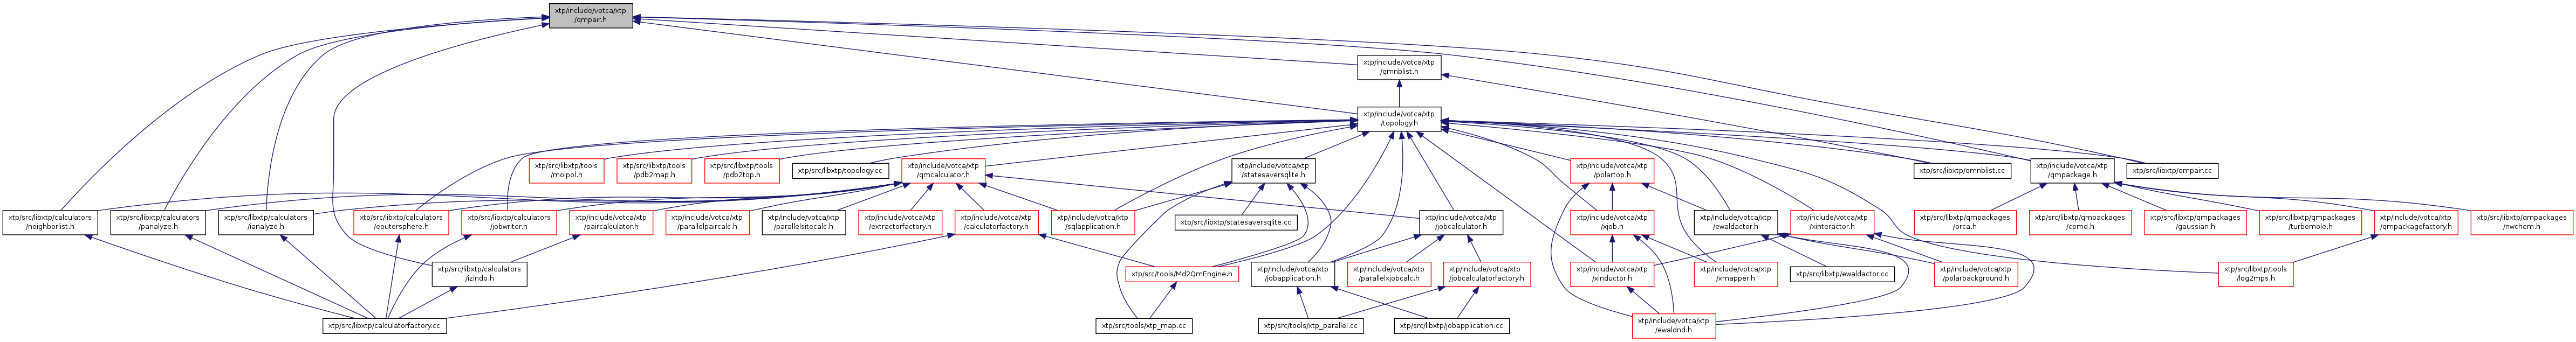 xtp/include/votca/xtp
/qmpair.h
xtp/include/votca/xtp
/qmnblist.h
xtp/include/votca/xtp
/topology.h
xtp/src/libxtp/tools
/molpol.h
xtp/src/libxtp/tools
/pdb2map.h
xtp/src/libxtp/tools
/pdb2top.h
xtp/src/libxtp/topology.cc
xtp/include/votca/xtp
/qmcalculator.h
xtp/include/votca/xtp
/statesaversqlite.h
xtp/include/votca/xtp
/polartop.h
xtp/src/libxtp/qmnblist.cc
xtp/include/votca/xtp
/qmpackage.h
xtp/src/libxtp/qmpair.cc
xtp/src/libxtp/calculators
/neighborlist.h
xtp/src/libxtp/calculators
/panalyze.h
xtp/src/libxtp/calculators
/ianalyze.h
xtp/src/libxtp/calculators
/eoutersphere.h
xtp/src/libxtp/calculators
/jobwriter.h
xtp/include/votca/xtp
/paircalculator.h
xtp/include/votca/xtp
/parallelpaircalc.h
xtp/include/votca/xtp
/parallelsitecalc.h
xtp/include/votca/xtp
/extractorfactory.h
xtp/include/votca/xtp
/calculatorfactory.h
xtp/include/votca/xtp
/sqlapplication.h
xtp/src/libxtp/statesaversqlite.cc
xtp/include/votca/xtp
/jobcalculator.h
xtp/include/votca/xtp
/xjob.h
xtp/include/votca/xtp
/ewaldactor.h
xtp/include/votca/xtp
/xinteractor.h
xtp/src/libxtp/qmpackages
/orca.h
xtp/src/libxtp/qmpackages
/cpmd.h
xtp/src/libxtp/qmpackages
/gaussian.h
xtp/src/libxtp/qmpackages
/turbomole.h
xtp/include/votca/xtp
/qmpackagefactory.h
xtp/src/libxtp/qmpackages
/nwchem.h
xtp/src/libxtp/calculators
/izindo.h
xtp/src/tools/Md2QmEngine.h
xtp/include/votca/xtp
/jobapplication.h
xtp/include/votca/xtp
/parallelxjobcalc.h
xtp/include/votca/xtp
/jobcalculatorfactory.h
xtp/include/votca/xtp
/xinductor.h
xtp/include/votca/xtp
/xmapper.h
xtp/src/libxtp/ewaldactor.cc
xtp/include/votca/xtp
/polarbackground.h
xtp/src/libxtp/tools
/log2mps.h
xtp/src/libxtp/calculatorfactory.cc
xtp/src/tools/xtp_map.cc
xtp/src/tools/xtp_parallel.cc
xtp/src/libxtp/jobapplication.cc
xtp/include/votca/xtp
/ewaldnd.h